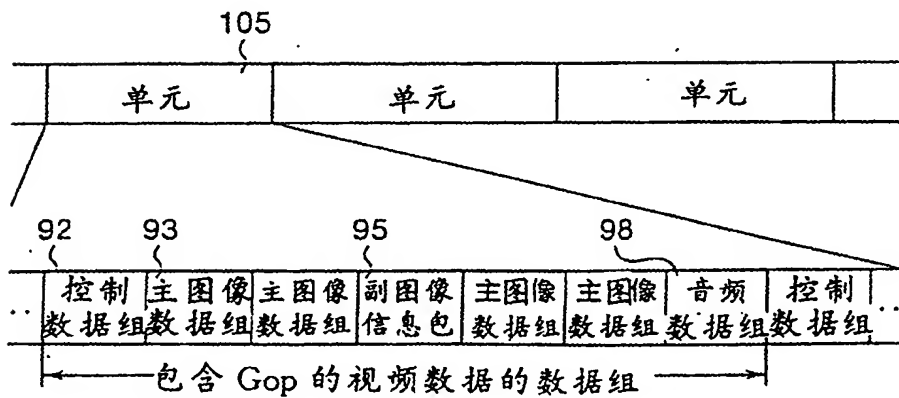 105
单元 单元 单元
92 93 95 98
控制 主图像 主图像 副图像 主图像 主图像 音频 控制
数据组 数据组 数据组 信息包 数据组 数据组 数据组 数据组
包含 Gop 的视频数据的数据组